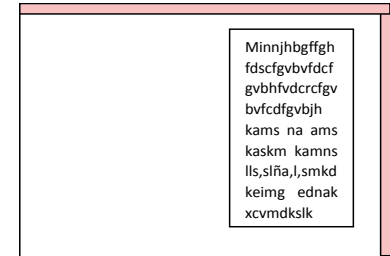 Minnjhbgffgh
fdscfgvbvfdcf
gvbhfvdcrcfgv
bvfcdfgvbjh
kams na ams
kaskm kamns
lls,slña,l,smkd
keimg ednak
xcvmdkslk